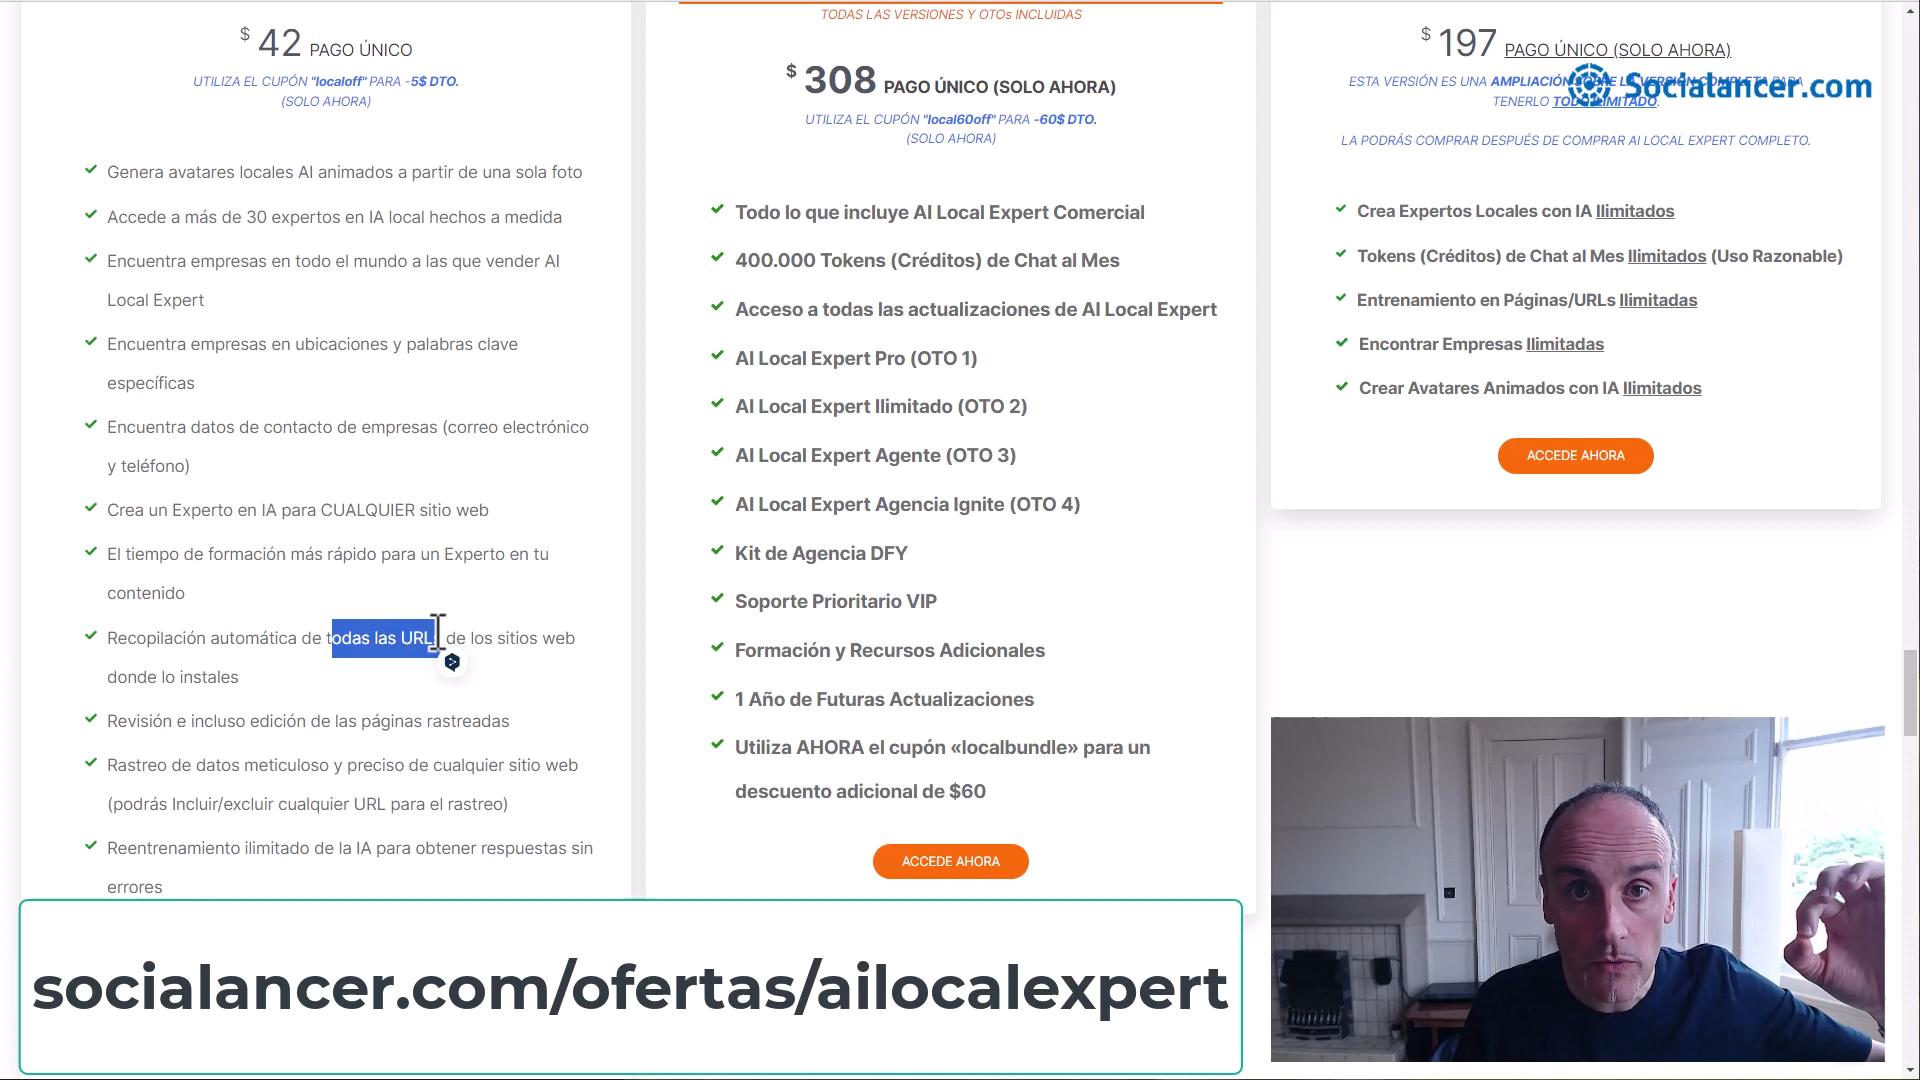 $ 42 PAGO ÚNICO
UTILIZA EL CUPÓN "localoff" PARA -5$ DTO.
(SOLO AHORA)
Genera avatares locales AI animados a partir de una sola foto
Accede a más de 30 expertos en IA local hechos a medida
Encuentra empresas en todo el mundo a las que vender AI
Local Expert
Encuentra empresas en ubicaciones y palabras clave
específicas
Encuentra datos de contacto de empresas (correo electrónico
y teléfono)
Crea un Experto en IA para CUALQUIER sitio web
El tiempo de formación más rápido para un Experto en tu
contenido
Recopilación automática de todas las URLs de los sitios web
donde lo instales
Revisión e incluso edición de las páginas rastreadas
Rastreo de datos meticuloso y preciso de cualquier sitio web
(podrás Incluir/excluir cualquier URL para el rastreo)
Reentrenamiento ilimitado de la IA para obtener respuestas sin
errores
TODAS LAS VERSIONES Y OTOs INCLUIDAS
$ 308 PAGO ÚNICO (SOLO AHORA)
UTILIZA EL CUPÓN "local60off" PARA -60$ DTO.
(SOLO AHORA)
Todo lo que incluye AI Local Expert Comercial
400.000 Tokens (Créditos) de Chat al Mes
Acceso a todas las actualizaciones de AI Local Expert
AI Local Expert Pro (OTO 1)
AI Local Expert Ilimitado (OTO 2)
AI Local Expert Agente (OTO 3)
AI Local Expert Agencia Ignite (OTO 4)
Kit de Agencia DFY
Soporte Prioritario VIP
Formación y Recursos Adicionales
1 Año de Futuras Actualizaciones
Utiliza AHORA el cupón «localbundle» para un
descuento adicional de $60
ACCEDE AHORA
$ 197 PAGO ÚNICO (SOLO AHORA)
ESTA VERSIÓN ES UNA AMPLIACIÓN SOBRE LA VERSIÓN COMPLETA PARA
TENERLO TODO ILIMITADO.
Socialancer.com
LA PODRÁS COMPRAR DESPUÉS DE COMPRAR AI LOCAL EXPERT COMPLETO.
Crea Expertos Locales con IA Ilimitados
Tokens (Créditos) de Chat al Mes Ilimitados (Uso Razonable)
Entrenamiento en Páginas/URLs Ilimitadas
Encontrar Empresas Ilimitadas
Crear Avatares Animados con IA Ilimitados
ACCEDE AHORA
socialancer.com/ofertas/ailocalexpert